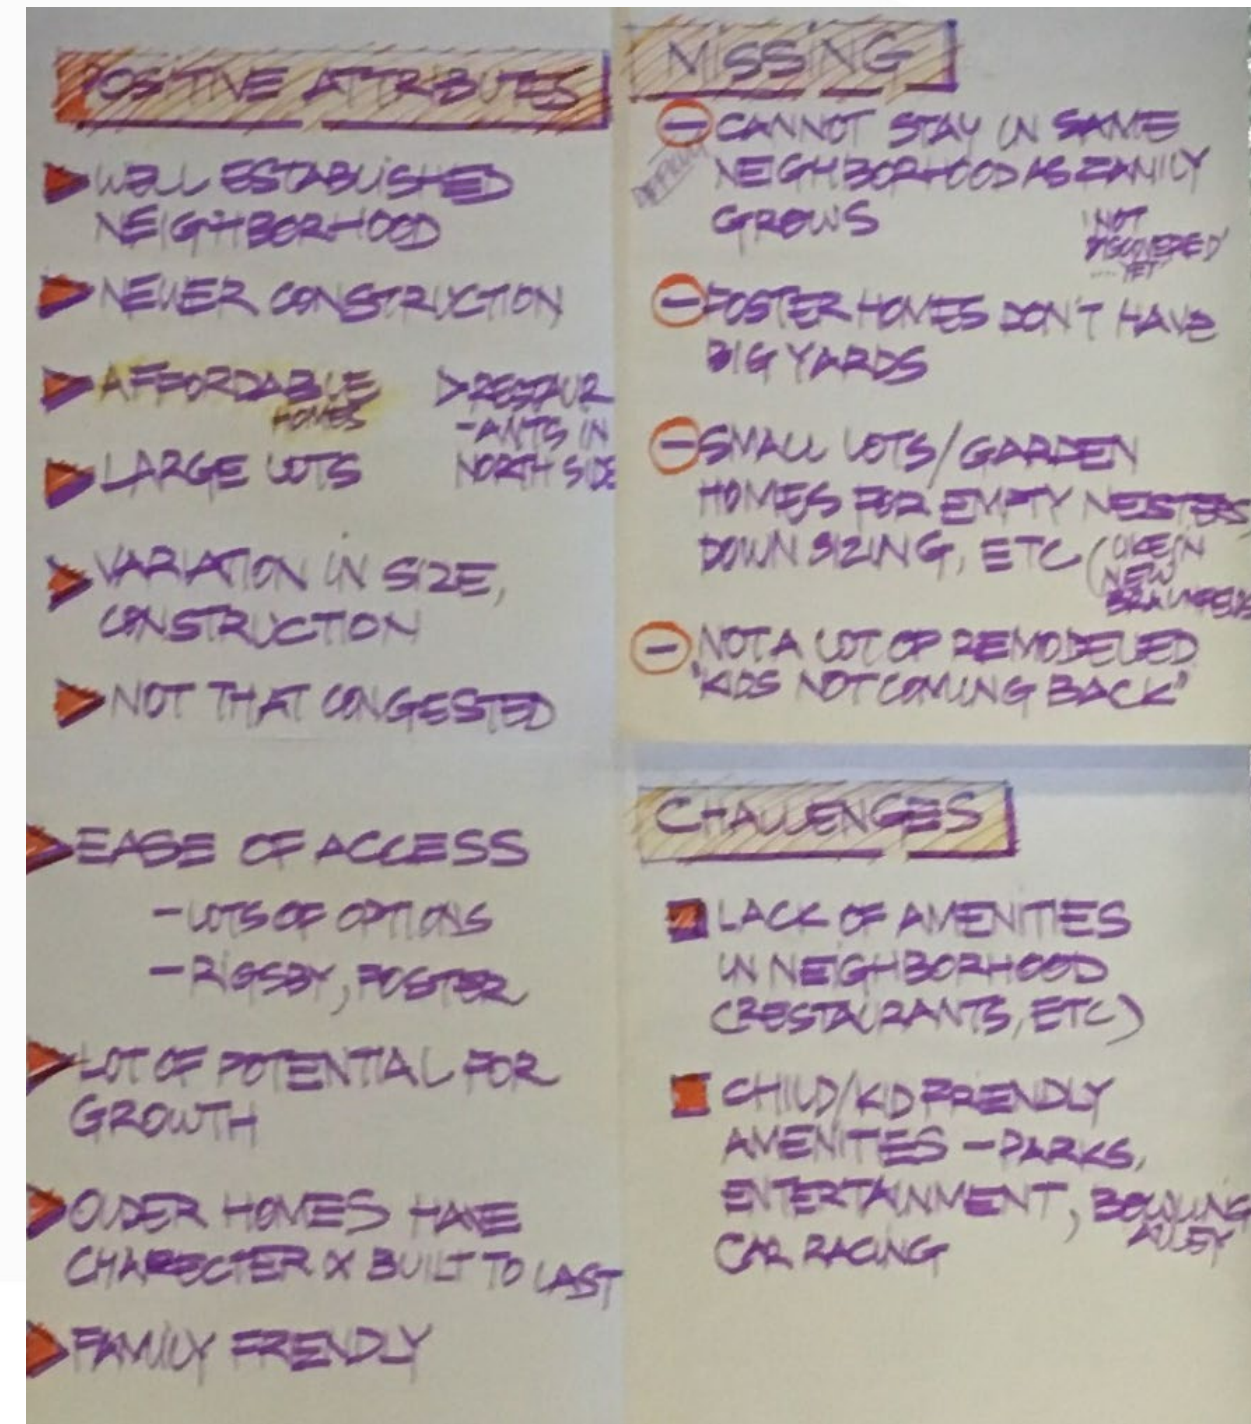 POSITIVE ATTRIBUTES
WELL ESTABLISHED
NEIGHBORHOOD
NEWER CONSTRUCTION
AFFORDABLE
HOMES
>RESTAUR
-ANTS IN
NORTH SIDE
LARGE LOTS
VARIATION IN SIZE,
CONSTRUCTION
NOT THAT CONGESTED
EASE OF ACCESS
- LOTS OF OPTIONS
- RIGSBY, FOSTER
LOT OF POTENTIAL FOR
GROWTH
OLDER HOMES HAVE
CHARECTER & BUILT TO LAST
FAMILY FRENDLY
MISSING
CANNOT STAY IN SAME
NEIGHBORHOOD AS FAMILY
GROWS
'NOT
DISCOVERED'
.... YET'
FOSTER HOMES DON'T HAVE
BIG YARDS
SMALL LOTS/GARDEN
HOMES FOR EMPTY NEISTERS,
DOWN SIZING, ETC (LIKE IN
NEW
BRAUNFELS
NOT A LOT OF REMODELED
"KIDS NOT COMING BACK"
CHALLENGES
LACK OF AMENITIES
IN NEIGHBORHOOD
(RESTAURANTS, ETC)
CHILD/KID FRIENDLY
AMENITIES - PARKS,
ENTERTAINMENT, BOWLING
ALLEY
CAR RACING